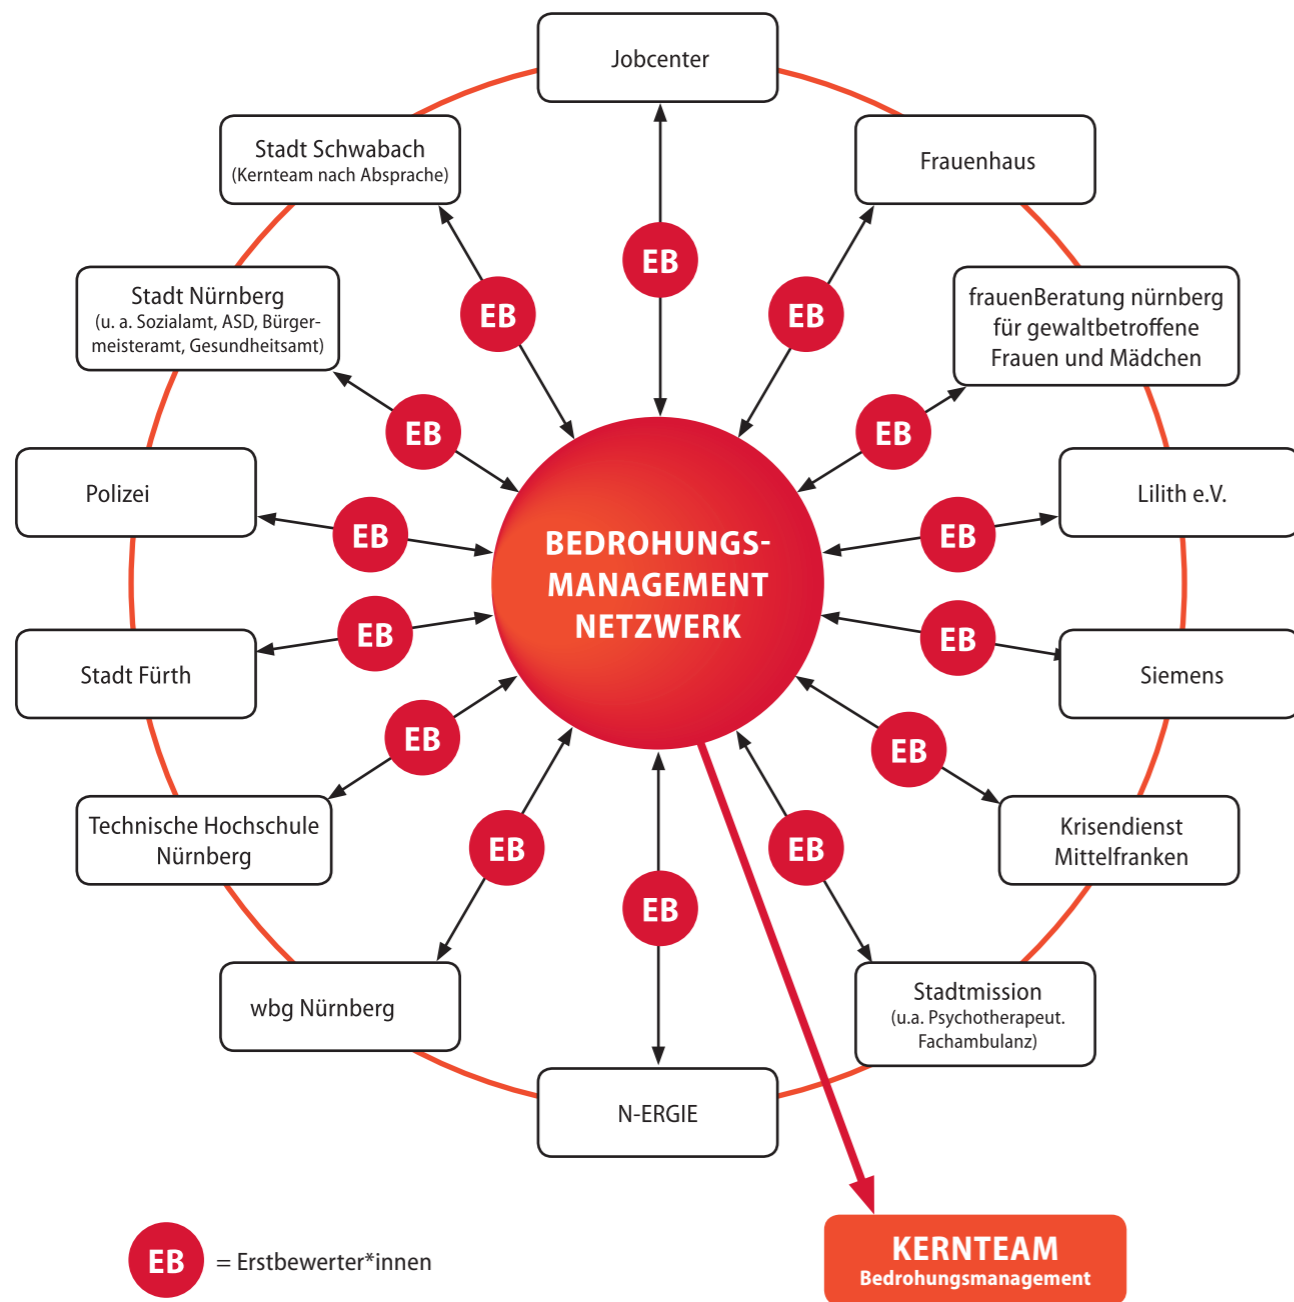 Jobcenter
Stadt Schwabach
(Kernteam nach Absprache)
Frauenhaus
EB
EB
EB
Stadt Nürnberg
(u. a. Sozialamt, ASD, Bürger-
meisteramt, Gesundheitsamt)
frauenBeratung nürnberg
für gewaltbetroffene
Frauen und Mädchen
EB
EB
Polizei
Lilith e.V.
EB
EB
BEDROHUNGS-
MANAGEMENT
NETZWERK
EB
EB
Stadt Fürth
Siemens
EB
EB
Technische Hochschule
Nürnberg
Krisendienst
Mittelfranken
EB
EB
EB
wbg Nürnberg
Stadtmission
(u.a. Psychotherapeut.
Fachambulanz)
N-ERGIE
EB = Erstbewerter*innen
KERNTEAM
Bedrohungsmanagement